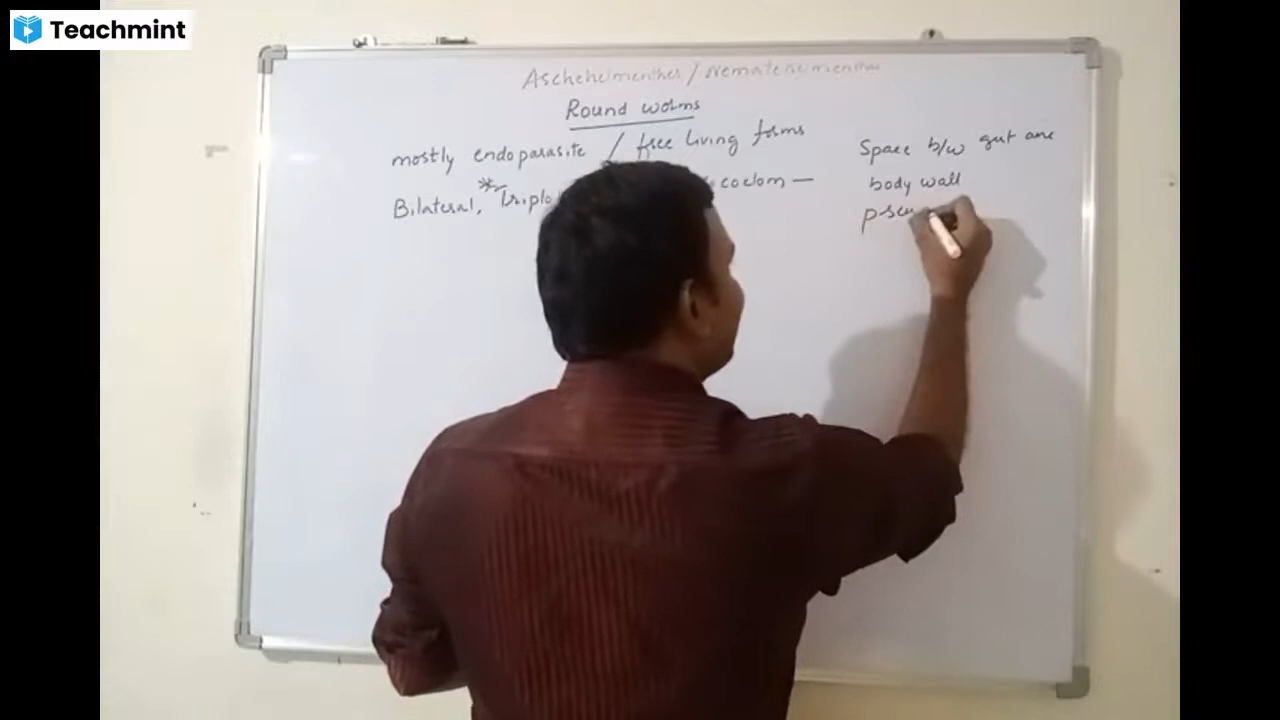 Teachmint
Aschehelmenthes / Nematehelmenthes
Round worms
mostly endoparasite / free living forms
Bilateral, triplo coelom —
Space b/w gut and
body wall
pseu